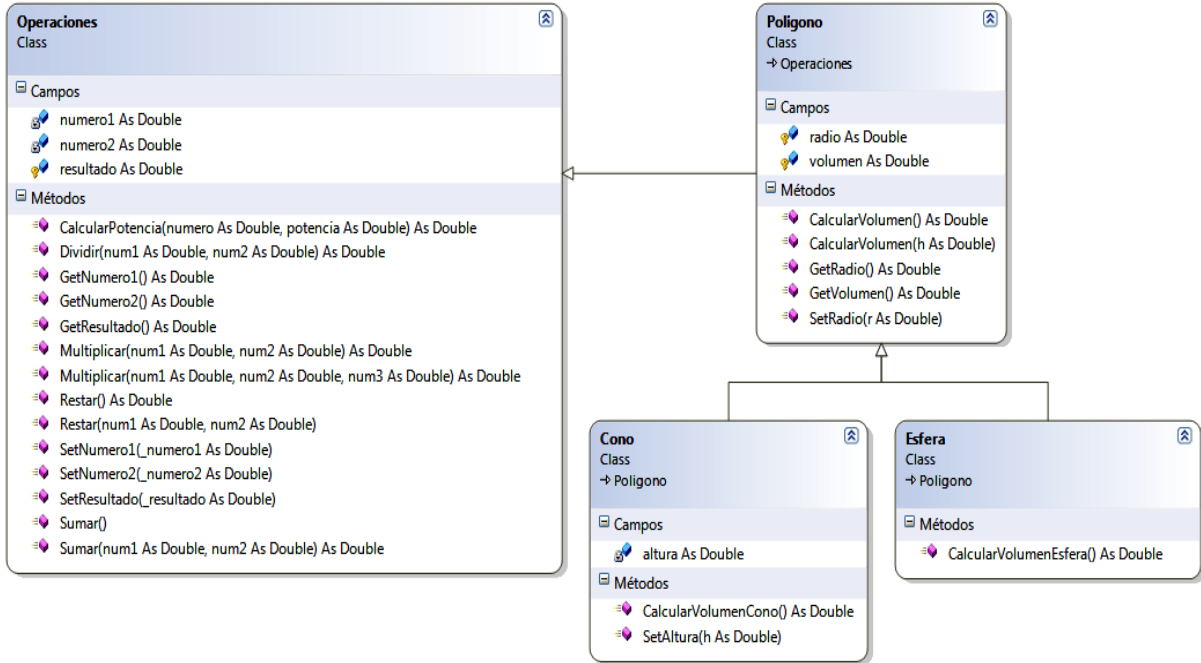 Operaciones
Class
Campos
numero1 As Double
numero2 As Double
resultado As Double
Métodos
CalcularPotencia(numero As Double, potencia As Double) As Double
Dividir(num1 As Double, num2 As Double) As Double
GetNumero1() As Double
GetNumero2() As Double
GetResultado() As Double
Multiplicar(num1 As Double, num2 As Double) As Double
Multiplicar(num1 As Double, num2 As Double, num3 As Double) As Double
Restar() As Double
Restar(num1 As Double, num2 As Double)
SetNumero1(_numero1 As Double)
SetNumero2(_numero2 As Double)
SetResultado(_resultado As Double)
Sumar()
Sumar(num1 As Double, num2 As Double) As Double
Poligono
Class
Operaciones
Campos
radio As Double
volumen As Double
Métodos
CalcularVolumen() As Double
CalcularVolumen(h As Double)
GetRadio() As Double
GetVolumen() As Double
SetRadio(r As Double)
Cono
Class
Poligono
Campos
altura As Double
Métodos
CalcularVolumenCono() As Double
SetAltura(h As Double)
Esfera
Class
Poligono
Métodos
CalcularVolumenEsfera() As Double